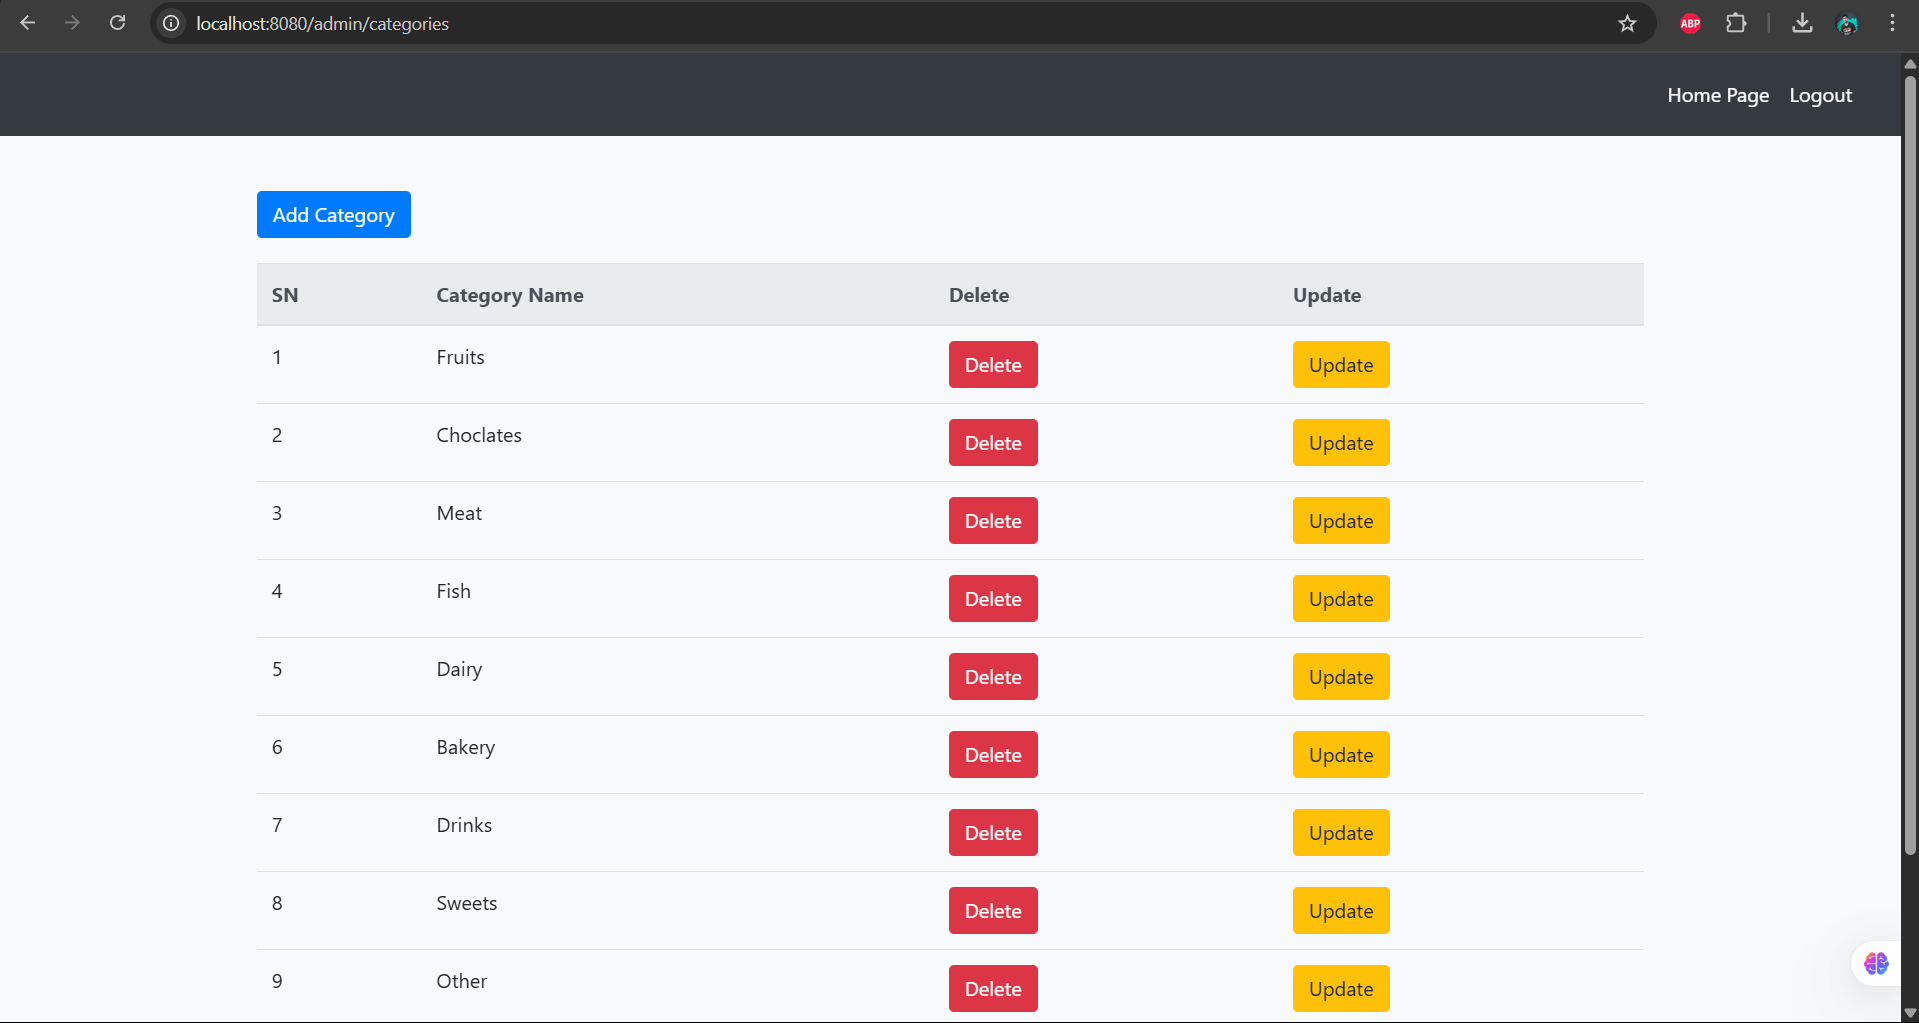 localhost:8080/admin/categories
ABP
Home Page Logout
Add Category
SN Category Name Delete Update
1 Fruits Delete Update
2 Choclates Delete Update
3 Meat Delete Update
4 Fish Delete Update
5 Dairy Delete Update
6 Bakery Delete Update
7 Drinks Delete Update
8 Sweets Delete Update
9 Other Delete Update